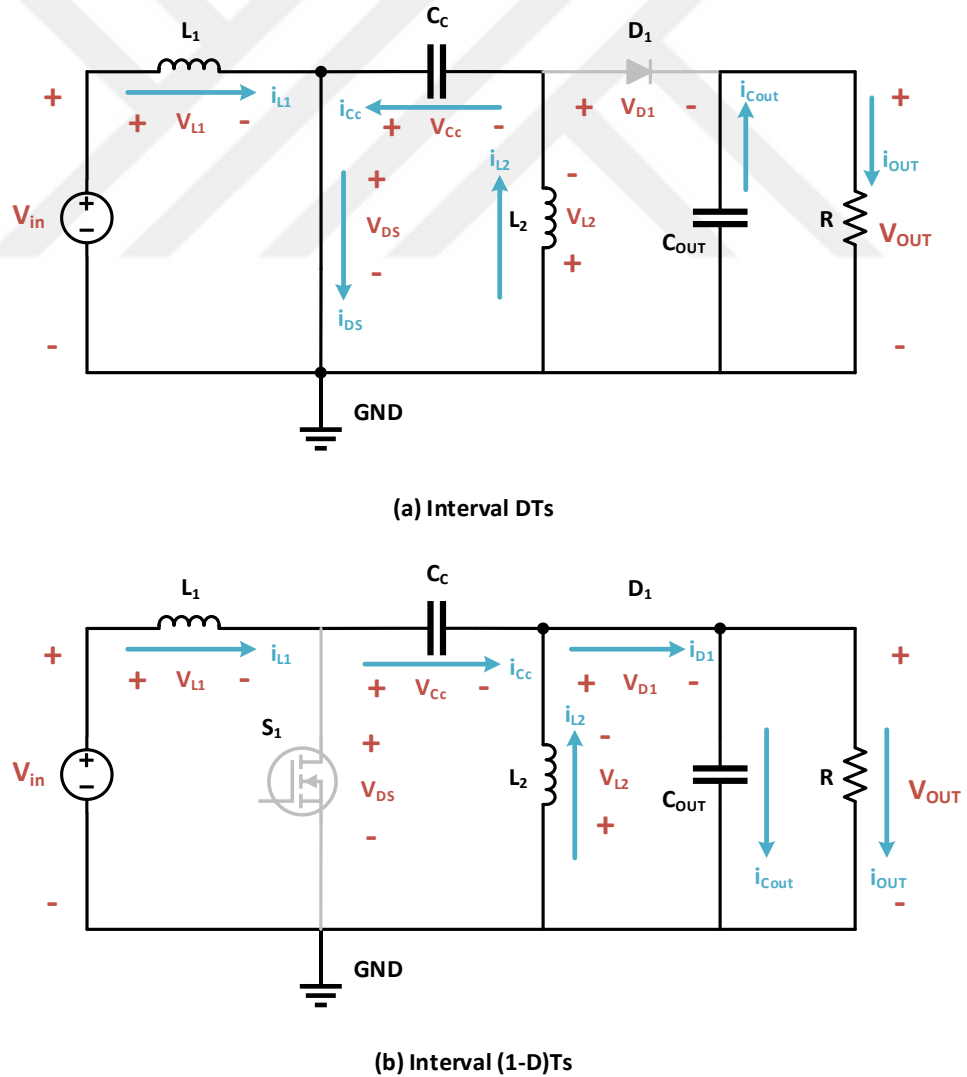 L1
CC
D1
+
iL1
+ VL1 -
iCc
+ VCc -
+ VD1 -
iCout
+
iOUT
Vin
+
-
+
VDS
-
iDS
iL2
L2
-
VL2
+
COUT
R
VOUT
-
-
GND
(a) Interval DTs
L1
CC
D1
+
iL1
+ VL1 -
iCc
+ VCc -
iD1
+ VD1 -
+
S1
Vin
+
-
+
VDS
-
iL2
L2
-
VL2
+
COUT
R
VOUT
iCout
iOUT
-
-
GND
(b) Interval (1-D)Ts